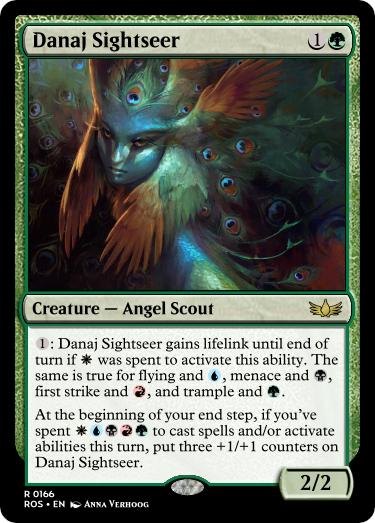 Danaj Sightseer 1
Creature — Angel Scout
1: Danaj Sightseer gains lifelink until end of
turn if was spent to activate this ability. The
same is true for flying and , menace and ,
first strike and , and trample and .
At the beginning of your end step, if you've
spent to cast spells and/or activate
abilities this turn, put three +1/+1 counters on
Danaj Sightseer.
2/2
R 0166
ROS • EN Anna Verhoog